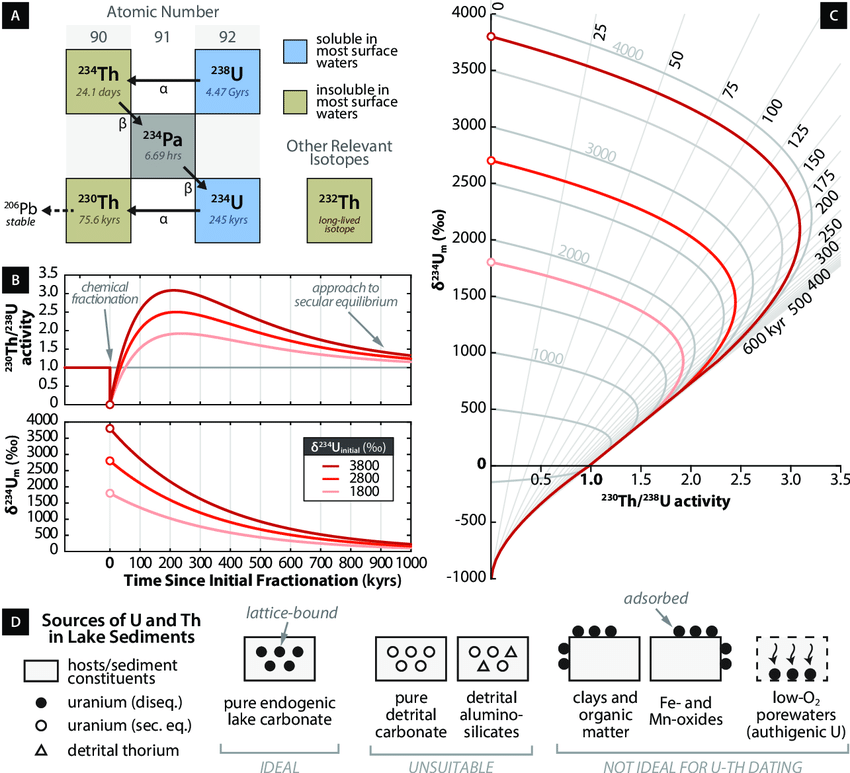 A
Atomic Number
90 91 92
²³⁴Th
24.1 days
²³⁸U
4.47 Gyrs
α
β
²³⁴Pa
6.69 hrs
β
²⁰⁶Pb
stable
²³⁰Th
75.6 kyrs
α
²³⁴U
245 kyrs
soluble in
most surface
waters
insoluble in
most surface
waters
Other Relevant
Isotopes
²³²Th
long-lived
isotope
B
²³⁰Th/²³⁸U
activity
3.5
3.0
2.5
2.0
1.5
1.0
1.0
0
chemical
fractionation
approach to
secular equilibrium
δ²³⁴Uₘ (‰)
4000
3500
3000
2500
2000
1500
1000
500
0
δ²³⁴Uinitial (‰)
3800
2800
1800
0 100 200 300 400 500 600 700 800 900 1000
Time Since Initial Fractionation (kyrs)
C
δ²³⁴Uₘ (‰)
4000
3500
3000
2500
2000
1500
1000
500
0
-500
-1000
0
25
50
75
100
125
150
175
200
250
300
400
500
600 kyr
4000
3000
2000
1000
0.5 1.0 1.5 2.0 2.5 3.0 3.5
²³⁰Th/²³⁸U activity
D
Sources of U and Th
in Lake Sediments
hosts/sediment
constituents
uranium (diseq.)
uranium (sec. eq.)
detrital thorium
lattice-bound
pure endogenic
lake carbonate
IDEAL
pure
detrital
carbonate
detrital
alumino-
silicates
UNSUITABLE
adsorbed
clays and
organic
matter
Fe- and
Mn-oxides
low-O₂
porewaters
(authigenic U)
NOT IDEAL FOR U-TH DATING